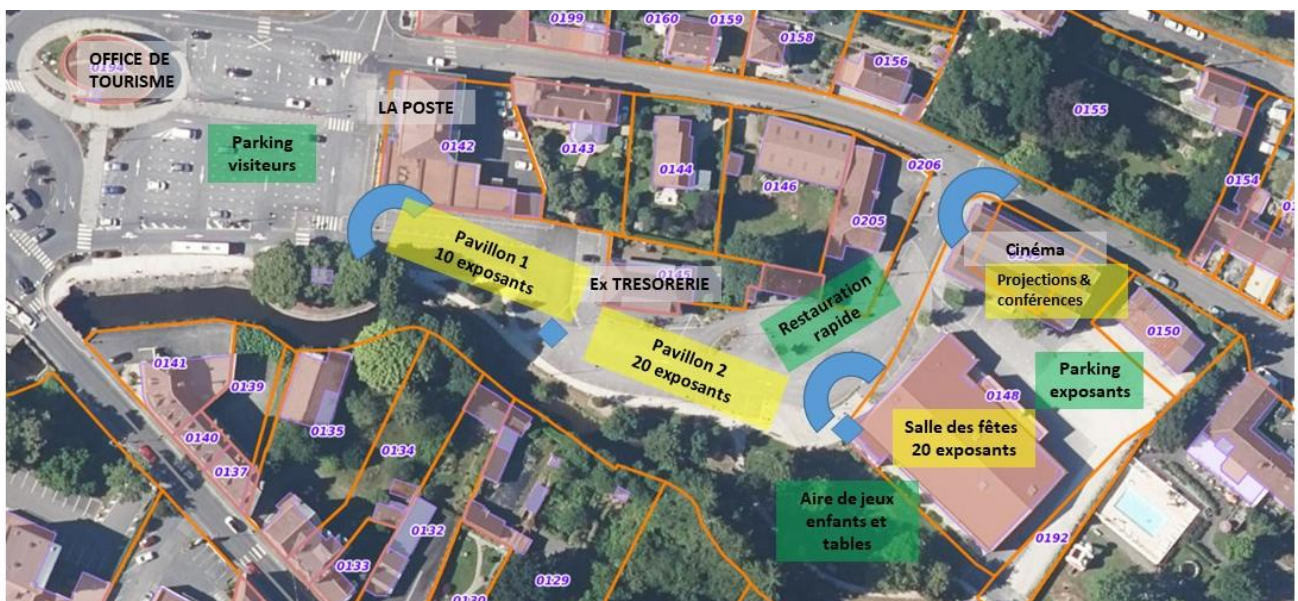 0199
0160
0159
0158
0156
OFFICE DE
TOURISME
0194
LA POSTE
0155
Parking
visiteurs
0142
0143
0144
0146
0206
0154
0205
Pavillon 1
10 exposants
Cinéma
0145
Ex TRESORERIE
Projections &
conférences
Restauration
rapide
0150
0141
0139
Pavillon 2
20 exposants
Parking
exposants
0148
0140
0135
0134
0137
Salle des fêtes
20 exposants
Aire de jeux
enfants et
tables
0132
0133
0192
0129
0130